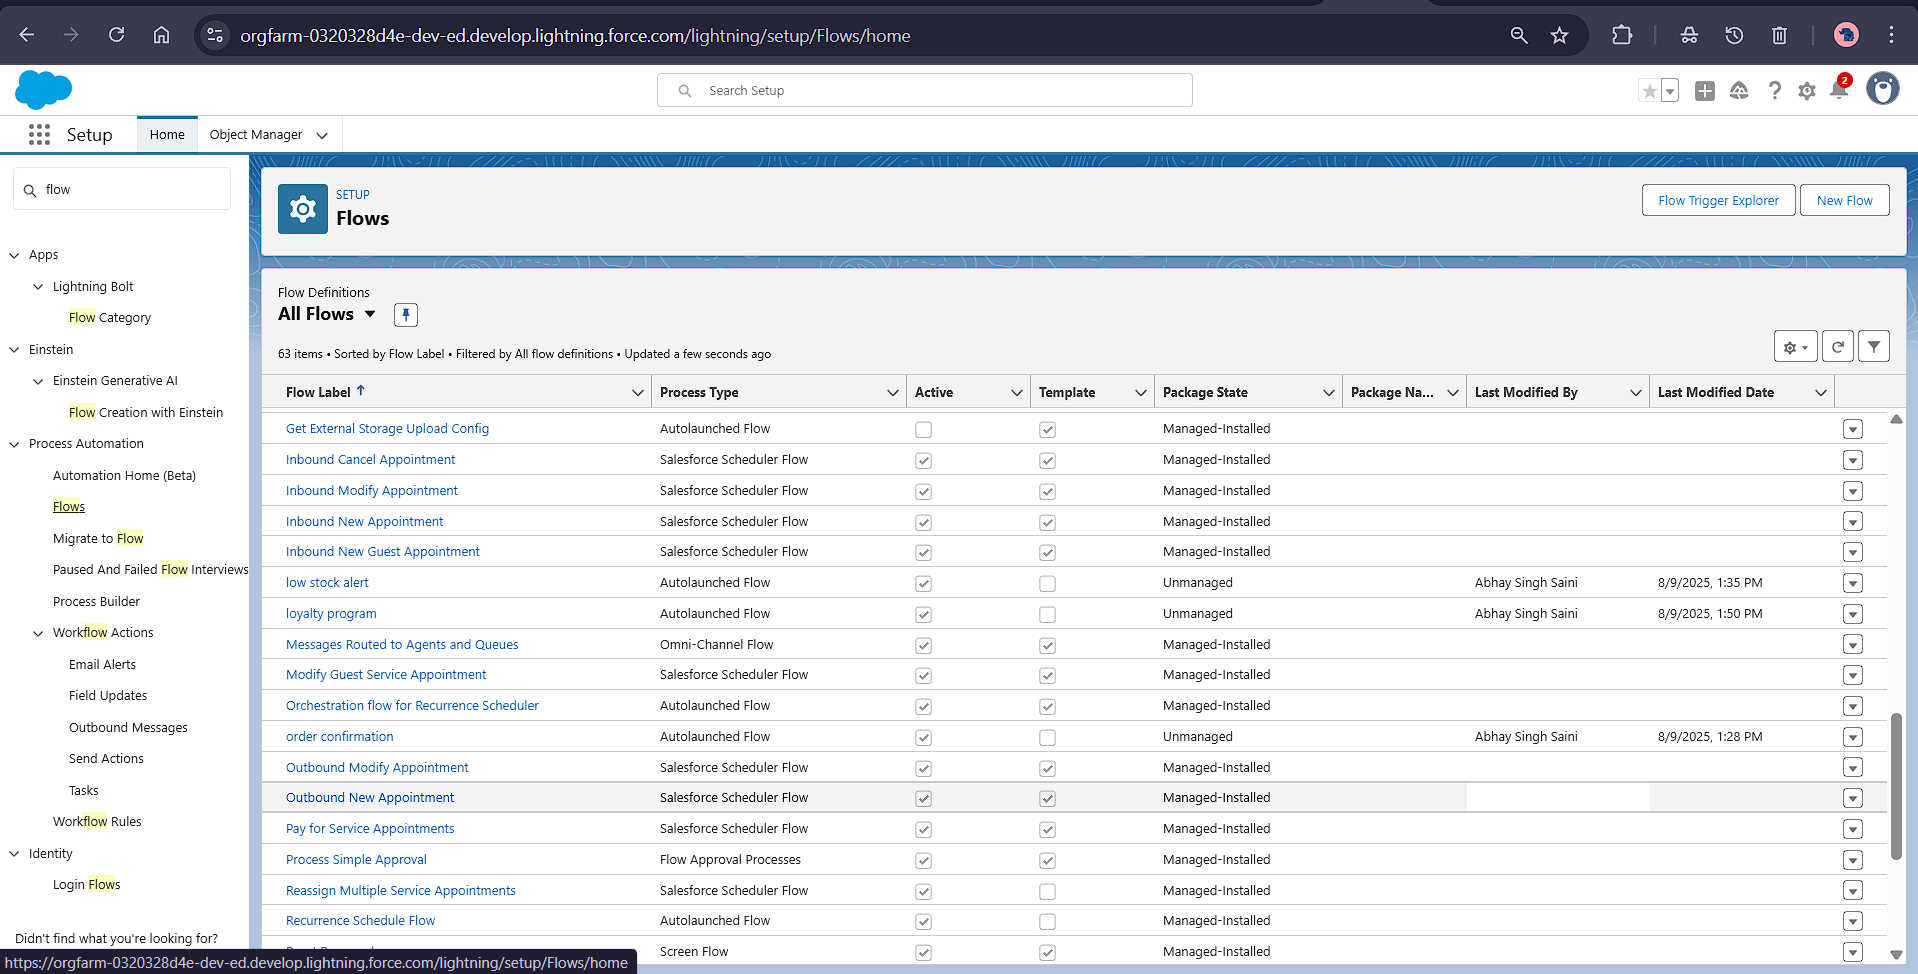 orgfarm-0320328d4e-dev-ed.develop.lightning.force.com/lightning/setup/Flows/home
Search Setup
2
Setup
Home
Object Manager
flow
Apps
Lightning Bolt
Flow Category
Einstein
Einstein Generative AI
Flow Creation with Einstein
Process Automation
Automation Home (Beta)
Flows
Migrate to Flow
Paused And Failed Flow Interviews
Process Builder
Workflow Actions
Email Alerts
Field Updates
Outbound Messages
Send Actions
Tasks
Workflow Rules
Identity
Login Flows
Didn't find what you're looking for?
SETUP
Flows
Flow Trigger Explorer
New Flow
Flow Definitions
All Flows
63 items • Sorted by Flow Label • Filtered by All flow definitions • Updated a few seconds ago
Flow Label Process Type Active Template Package State Package Na... Last Modified By Last Modified Date
Get External Storage Upload Config Autolaunched Flow Managed-Installed
Inbound Cancel Appointment Salesforce Scheduler Flow Managed-Installed
Inbound Modify Appointment Salesforce Scheduler Flow Managed-Installed
Inbound New Appointment Salesforce Scheduler Flow Managed-Installed
Inbound New Guest Appointment Salesforce Scheduler Flow Managed-Installed
low stock alert Autolaunched Flow Unmanaged Abhay Singh Saini 8/9/2025, 1:35 PM
loyalty program Autolaunched Flow Unmanaged Abhay Singh Saini 8/9/2025, 1:50 PM
Messages Routed to Agents and Queues Omni-Channel Flow Managed-Installed
Modify Guest Service Appointment Salesforce Scheduler Flow Managed-Installed
Orchestration flow for Recurrence Scheduler Autolaunched Flow Managed-Installed
order confirmation Autolaunched Flow Unmanaged Abhay Singh Saini 8/9/2025, 1:28 PM
Outbound Modify Appointment Salesforce Scheduler Flow Managed-Installed
Outbound New Appointment Salesforce Scheduler Flow Managed-Installed
Pay for Service Appointments Salesforce Scheduler Flow Managed-Installed
Process Simple Approval Flow Approval Processes Managed-Installed
Reassign Multiple Service Appointments Salesforce Scheduler Flow Managed-Installed
Recurrence Schedule Flow Autolaunched Flow Managed-Installed
Screen Flow Managed-Installed
https://orgfarm-0320328d4e-dev-ed.develop.lightning.force.com/lightning/setup/Flows/home